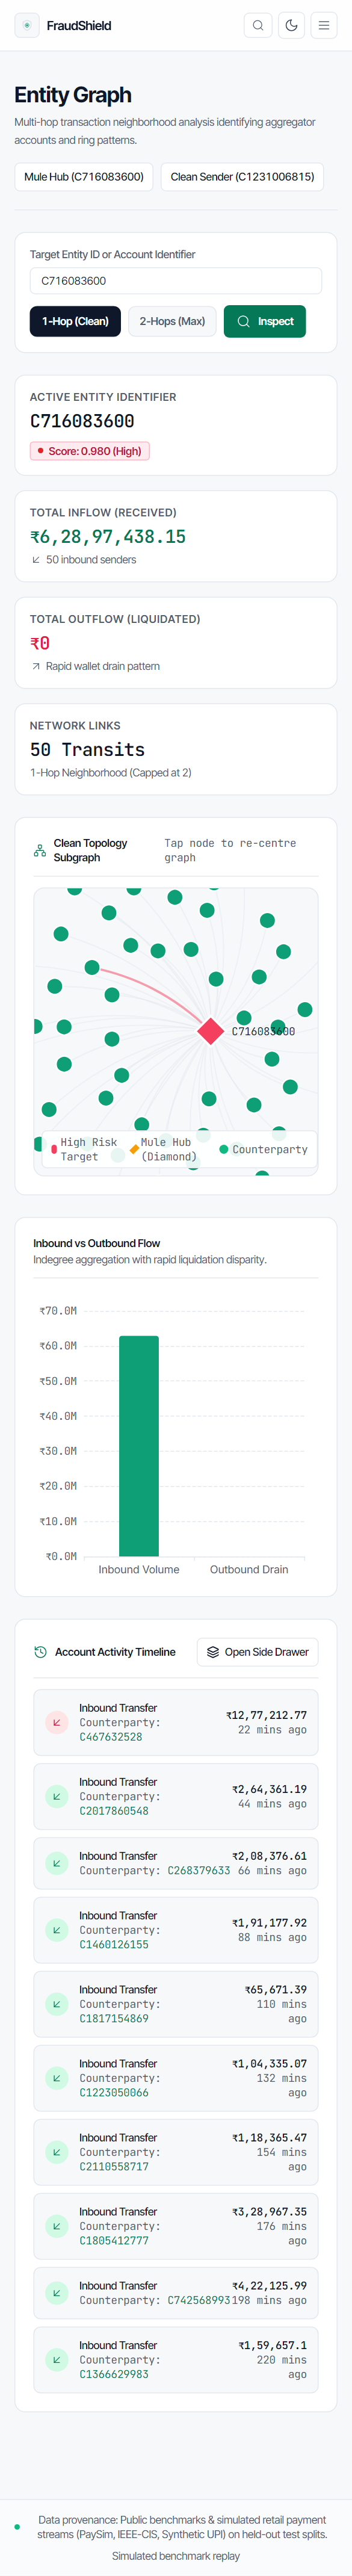 FraudShield
Entity Graph
Multi-hop transaction neighborhood analysis identifying aggregator
accounts and ring patterns.
Mule Hub (C716083600)
Clean Sender (C1231006815)
Target Entity ID or Account Identifier
C716083600
1-Hop (Clean)
2-Hops (Max)
Inspect
ACTIVE ENTITY IDENTIFIER
C716083600
Score: 0.980 (High)
TOTAL INFLOW (RECEIVED)
₹6,28,97,438.15
50 inbound senders
TOTAL OUTFLOW (LIQUIDATED)
₹0
Rapid wallet drain pattern
NETWORK LINKS
50 Transits
1-Hop Neighborhood (Capped at 2)
Clean Topology
Subgraph
Tap node to re-centre
graph
C716083600
High Risk
Target
Mule Hub
(Diamond)
Counterparty
Inbound vs Outbound Flow
Indegree aggregation with rapid liquidation disparity.
₹70.0M
₹60.0M
₹50.0M
₹40.0M
₹30.0M
₹20.0M
₹10.0M
₹0.0M
Inbound Volume
Outbound Drain
Account Activity Timeline
Open Side Drawer
Inbound Transfer
Counterparty:
C467632528
₹12,77,212.77
22 mins ago
Inbound Transfer
Counterparty:
C2017860548
₹2,64,361.19
44 mins ago
Inbound Transfer
Counterparty: C268379633
₹2,08,376.61
66 mins ago
Inbound Transfer
Counterparty:
C1460126155
₹1,91,177.92
88 mins ago
Inbound Transfer
Counterparty:
C1817154869
₹65,671.39
110 mins
ago
Inbound Transfer
Counterparty:
C1223050066
₹1,04,335.07
132 mins
ago
Inbound Transfer
Counterparty:
C2110558717
₹1,18,365.47
154 mins
ago
Inbound Transfer
Counterparty:
C1805412777
₹3,28,967.35
176 mins
ago
Inbound Transfer
Counterparty: C742568993
₹4,22,125.99
198 mins ago
Inbound Transfer
Counterparty:
C1366629983
₹1,59,657.1
220 mins
ago
Data provenance: Public benchmarks & simulated retail payment
streams (PaySim, IEEE-CIS, Synthetic UPI) on held-out test splits.
Simulated benchmark replay